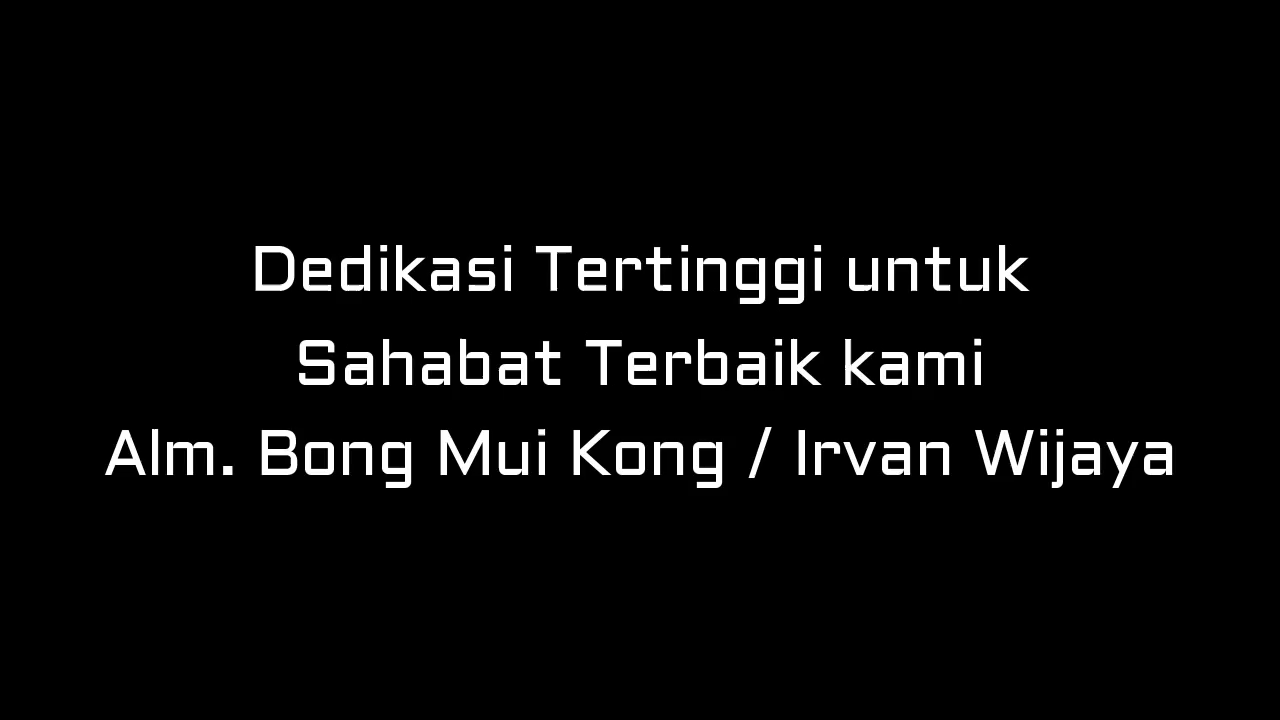 Dedikasi Tertinggi untuk
Sahabat Terbaik kami
Alm. Bong Mui Kong / Irvan Wijaya